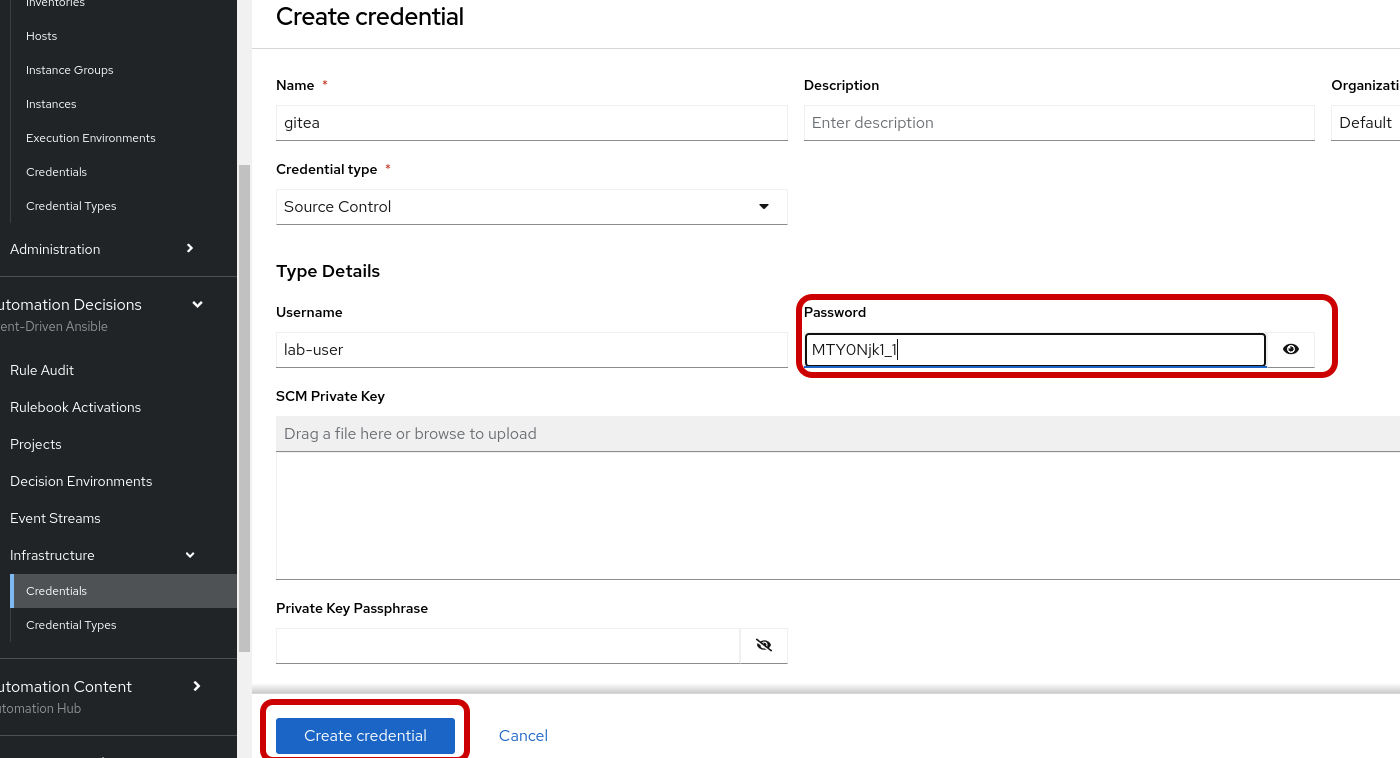 Inventories
Hosts
Instance Groups
Instances
Execution Environments
Credentials
Credential Types
Administration
utomation Decisions
ent-Driven Ansible
Rule Audit
Rulebook Activations
Projects
Decision Environments
Event Streams
Infrastructure
Credentials
Credential Types
utomation Content
utomation Hub
Create credential
Name *
Description
Organizati
gitea
Enter description
Default
Credential type *
Source Control
Type Details
Username
Password
lab-user
MTY0Njk1_1
SCM Private Key
Drag a file here or browse to upload
Private Key Passphrase
Create credential
Cancel